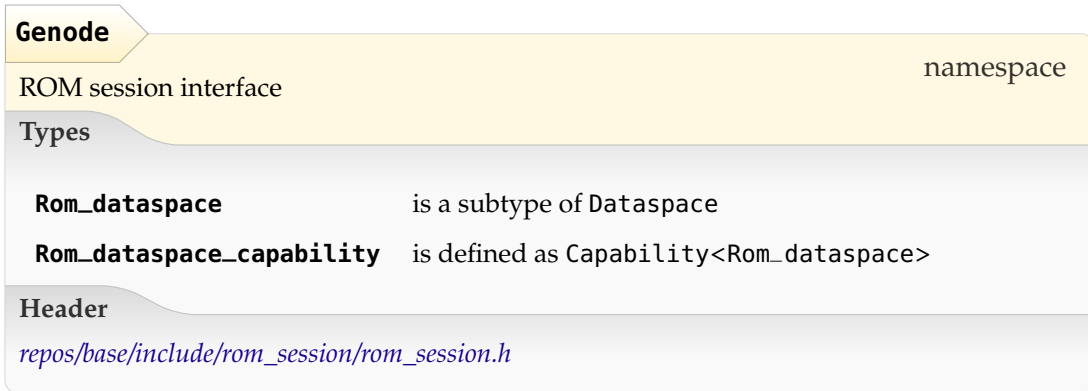 Genode
namespace
ROM session interface
Types
Rom_dataspace is a subtype of Dataspace
Rom_dataspace_capability is defined as Capability<Rom_dataspace>
Header
repos/base/include/rom_session/rom_session.h